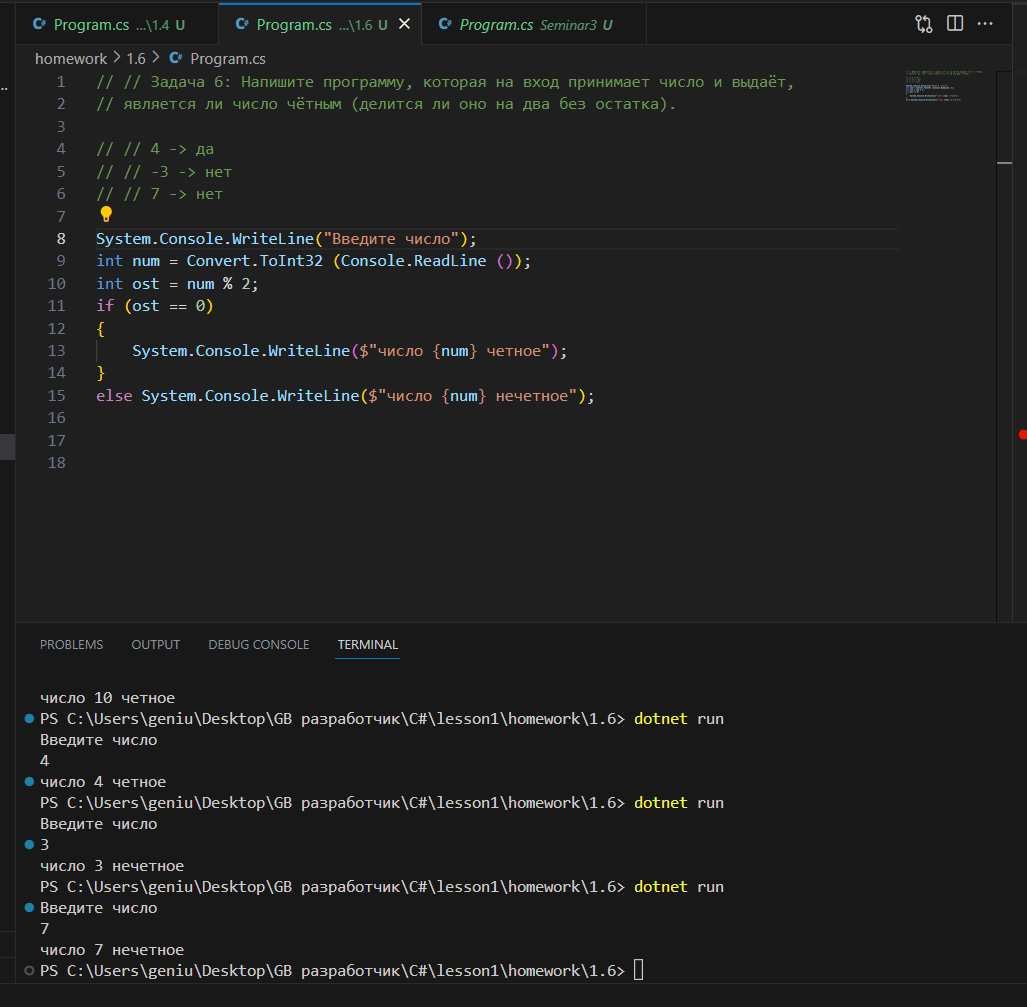 Program.cs ...\1.4 U
Program.cs ...\1.6 U
Program.cs Seminar3 U
homework > 1.6 > Program.cs
1 // // Задача 6: Напишите программу, которая на вход принимает число и выдаёт,
2 // является ли число чётным (делится ли оно на два без остатка).
3
4 // // 4 -> да
5 // // -3 -> нет
6 // // 7 -> нет
7
8 System.Console.WriteLine("Введите число");
9 int num = Convert.ToInt32 (Console.ReadLine ());
10 int ost = num % 2;
11 if (ost == 0)
12 {
13 System.Console.WriteLine($"число {num} четное");
14 }
15 else System.Console.WriteLine($"число {num} нечетное");
16
17
18
PROBLEMS OUTPUT DEBUG CONSOLE TERMINAL
число 10 четное
PS C:\Users\geniu\Desktop\GB разработчик\C#\lesson1\homework\1.6> dotnet run
Введите число
4
число 4 четное
PS C:\Users\geniu\Desktop\GB разработчик\C#\lesson1\homework\1.6> dotnet run
Введите число
3
число 3 нечетное
PS C:\Users\geniu\Desktop\GB разработчик\C#\lesson1\homework\1.6> dotnet run
Введите число
7
число 7 нечетное
PS C:\Users\geniu\Desktop\GB разработчик\C#\lesson1\homework\1.6>